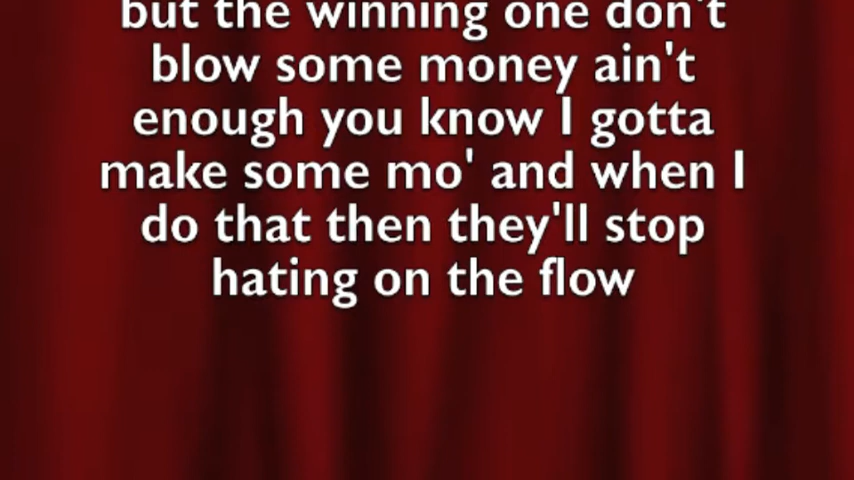 but the winning one don't
blow some money ain't
enough you know I gotta
make some mo' and when I
do that then they'll stop
hating on the flow